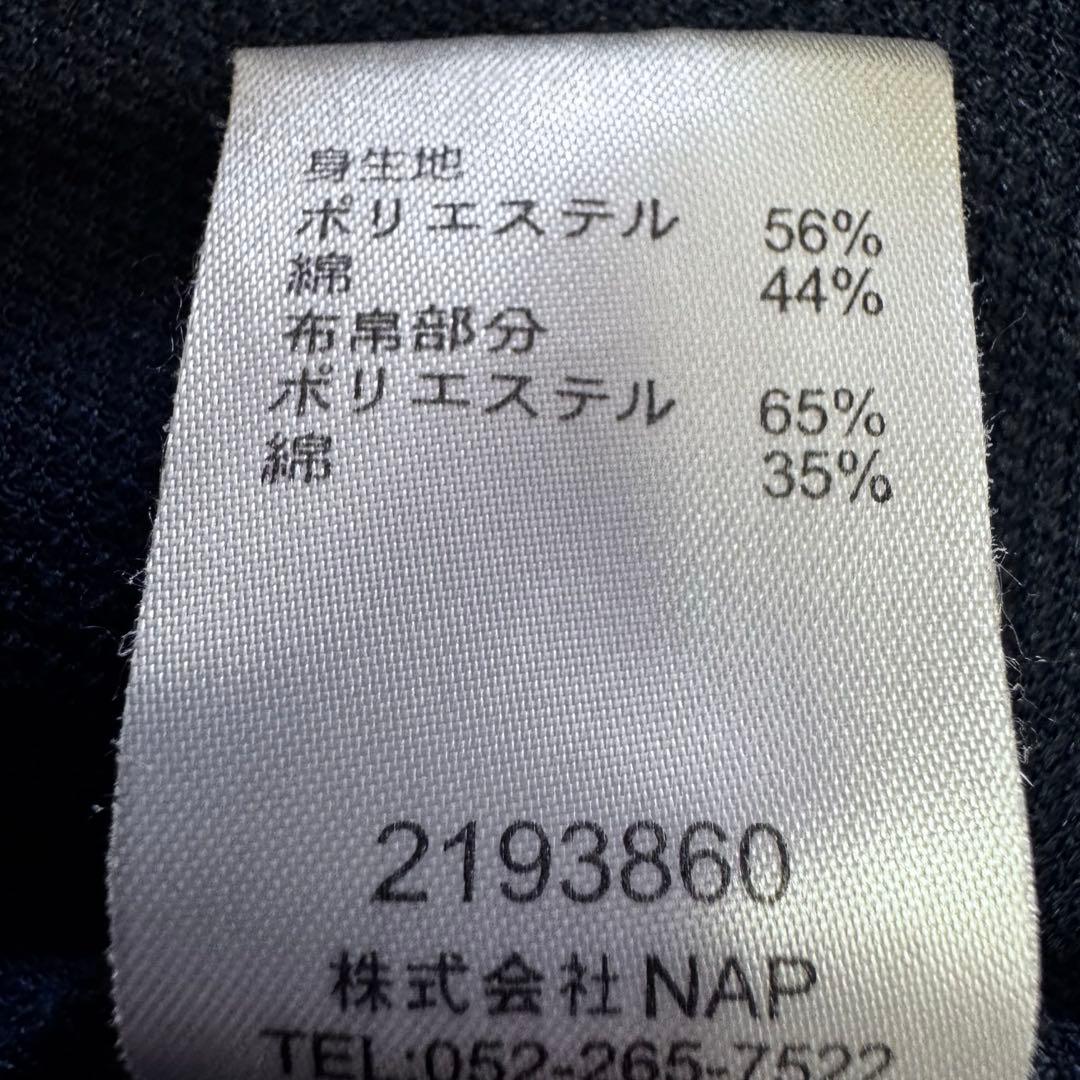 身生地
ポリエステル 56%
綿 44%
布帛部分
ポリエステル 65%
綿 35%
2193860
株式会社NAP
TEL:052-265-7522